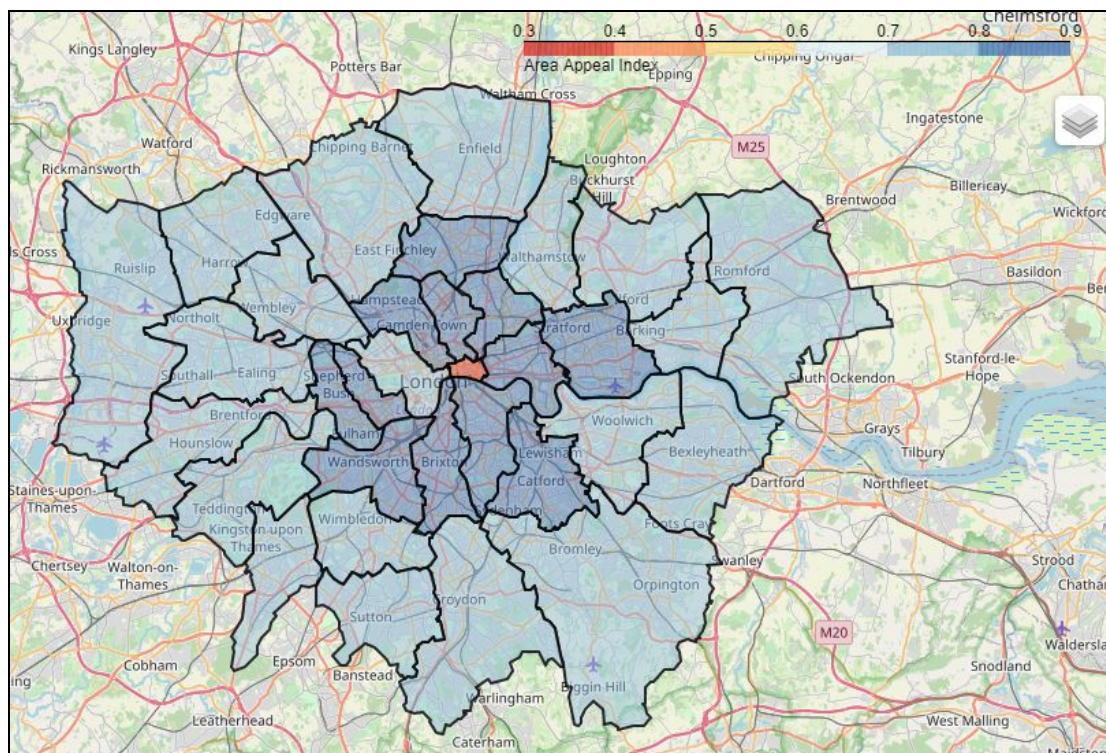 Chelmsford
Kings Langley
0.3 0.4 0.5 0.6 0.7 0.8 0.9
Area Appeal Index
Chipping Ongar
Potters Bar
Epping
Waltham Cross
Watford
Ingatestone
Chipping Barnet
Enfield
M25
Loughton
Rickmansworth
Buckhurst
Hill
Billericay
Brentwood
Wickford
Edgware
East Finchley
Walthamstow
Ruislip
Harrow
Romford
Basildon
Hampstead
Ilford
Uxbridge
Northolt
Wembley
Camden Town
Stratford
Barking
Stanford-le
Hope
Southall
Ealing
Shepherd
Bus
London
South Ockendon
Brentford
Woolwich
Grays
Hounslow
Fulham
Tilbury
Wandsworth
Brixton
Lewisham
Bexleyheath
Catford
Dartford
Northfleet
Staines-upon-
Thames
Teddington
Wimbledon
Sydenham
Kingston upon
Thames
Foots Cray
Bromley
Swanley
Strood
Chertsey
Walton-on-
Thames
Orpington
Croydon
Sutton
M20
Cobham
Epsom
Banstead
Biggin Hill
Warlingham
Snodland
Leatherhead
West Malling
Caterham